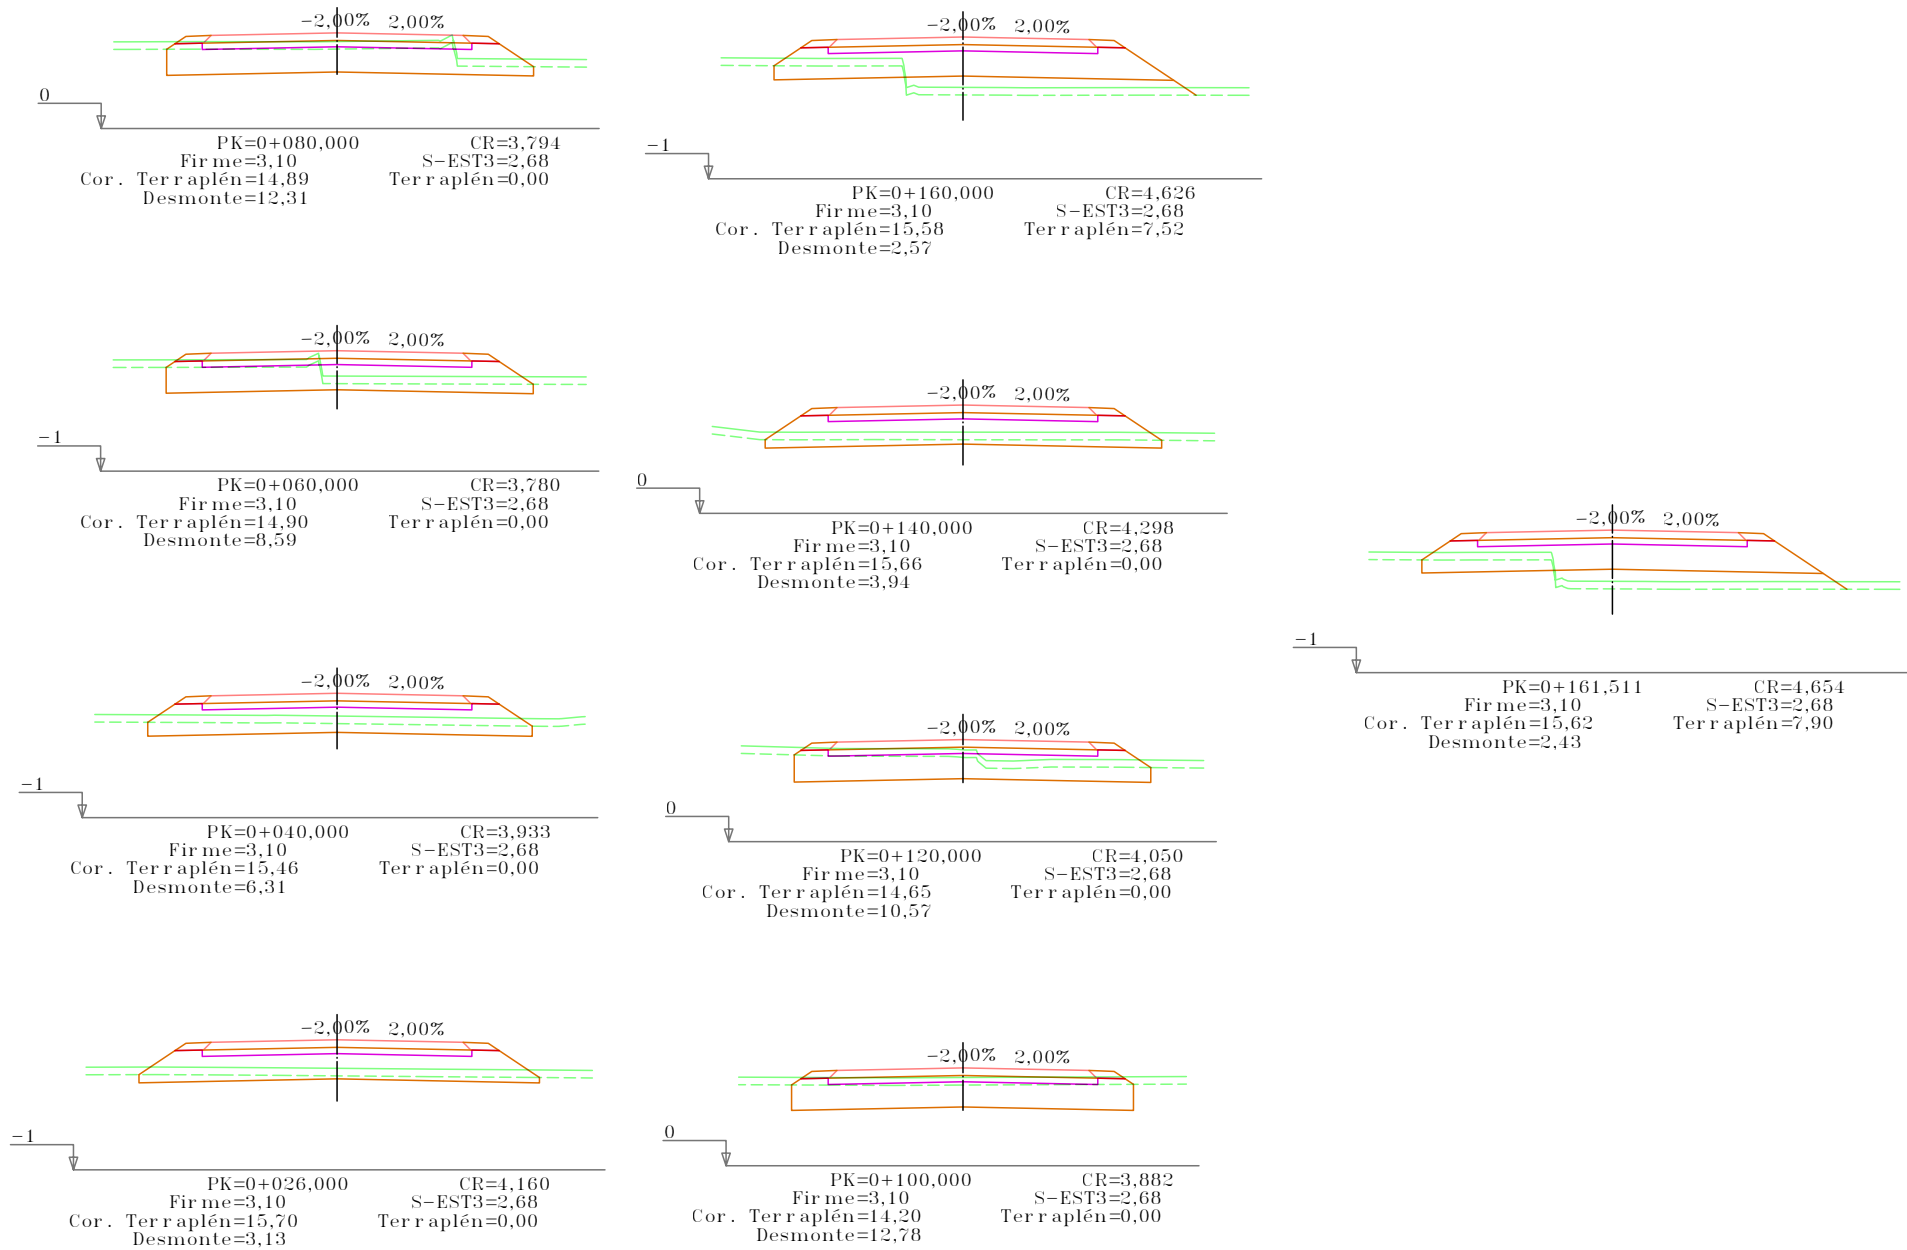 -2,00% 2,00%
0
PK=0+080,000 CR=3,794
Firme=3,10 S-EST3=2,68
Cor. Terraplén=14,89 Terraplén=0,00
Desmonte=12,31
-2,00% 2,00%
-1
PK=0+060,000 CR=3,780
Firme=3,10 S-EST3=2,68
Cor. Terraplén=14,90 Terraplén=0,00
Desmonte=8,59
-2,00% 2,00%
-1
PK=0+040,000 CR=3,933
Firme=3,10 S-EST3=2,68
Cor. Terraplén=15,46 Terraplén=0,00
Desmonte=6,31
-2,00% 2,00%
-1
PK=0+026,000 CR=4,160
Firme=3,10 S-EST3=2,68
Cor. Terraplén=15,70 Terraplén=0,00
Desmonte=3,13
-2,00% 2,00%
-1
PK=0+160,000 CR=4,626
Firme=3,10 S-EST3=2,68
Cor. Terraplén=15,58 Terraplén=7,52
Desmonte=2,57
-2,00% 2,00%
0
PK=0+140,000 CR=4,298
Firme=3,10 S-EST3=2,68
Cor. Terraplén=15,66 Terraplén=0,00
Desmonte=3,94
-2,00% 2,00%
0
PK=0+120,000 CR=4,050
Firme=3,10 S-EST3=2,68
Cor. Terraplén=14,65 Terraplén=0,00
Desmonte=10,57
-2,00% 2,00%
0
PK=0+100,000 CR=3,882
Firme=3,10 S-EST3=2,68
Cor. Terraplén=14,20 Terraplén=0,00
Desmonte=12,78
-2,00% 2,00%
-1
PK=0+161,511 CR=4,654
Firme=3,10 S-EST3=2,68
Cor. Terraplén=15,62 Terraplén=7,90
Desmonte=2,43